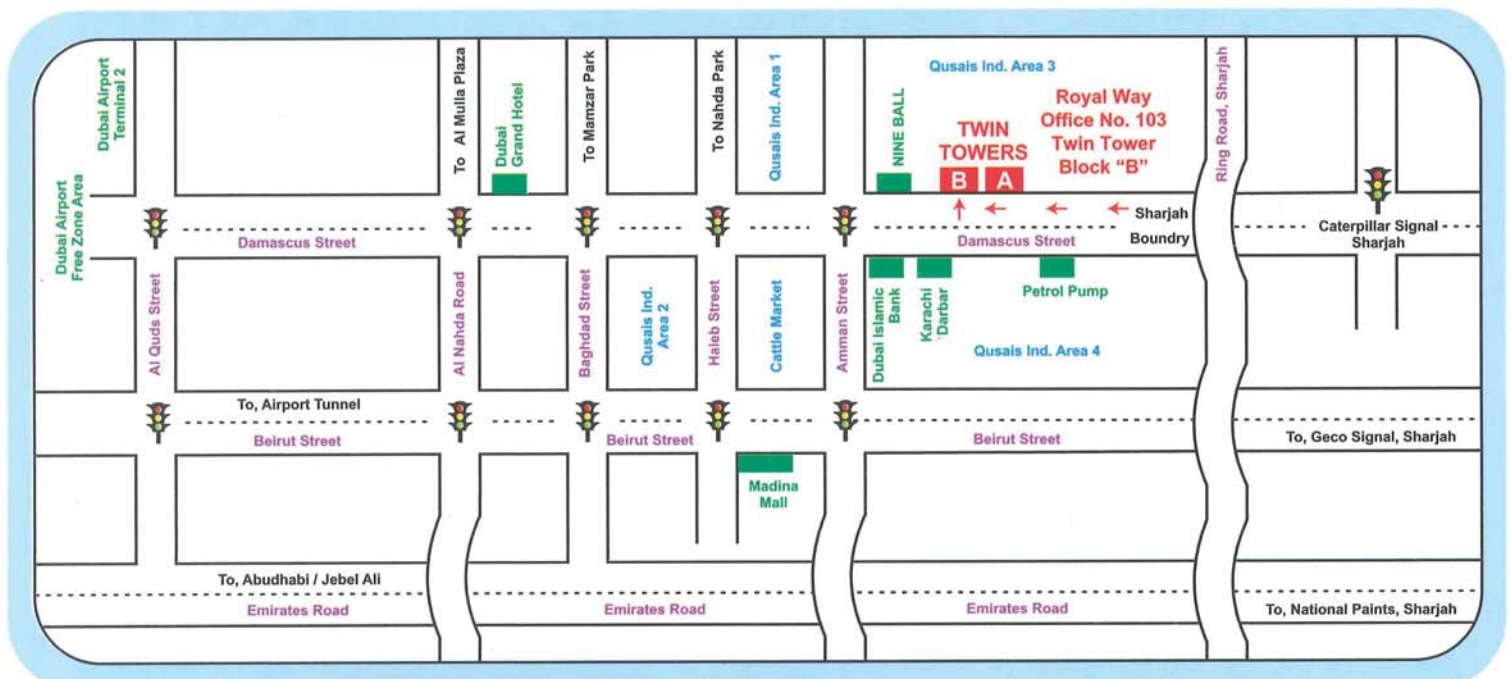 Dubai Airport
Terminal 2
Dubai Airport
Free Zone Area
To Al Mulla Plaza
Dubai
Grand Hotel
To Mamzar Park
To Nahda Park
Qusais Ind. Area 1
Qusais Ind. Area 3
NINE BALL
TWIN
TOWERS
B
A
Royal Way
Office No. 103
Twin Tower
Block “B”
Ring Road, Sharjah
Damascus Street
Damascus Street
Sharjah
Boundry
Caterpillar Signal
Sharjah
Al Quds Street
Al Nahda Road
Baghdad Street
Qusais Ind.
Area 2
Haleb Street
Cattle Market
Amman Street
Dubai Islamic
Bank
Karachi
Darbar
Petrol Pump
Qusais Ind. Area 4
To, Airport Tunnel
Beirut Street
Beirut Street
Beirut Street
To, Geco Signal, Sharjah
Madina
Mall
To, Abudhabi / Jebel Ali
Emirates Road
Emirates Road
Emirates Road
To, National Paints, Sharjah